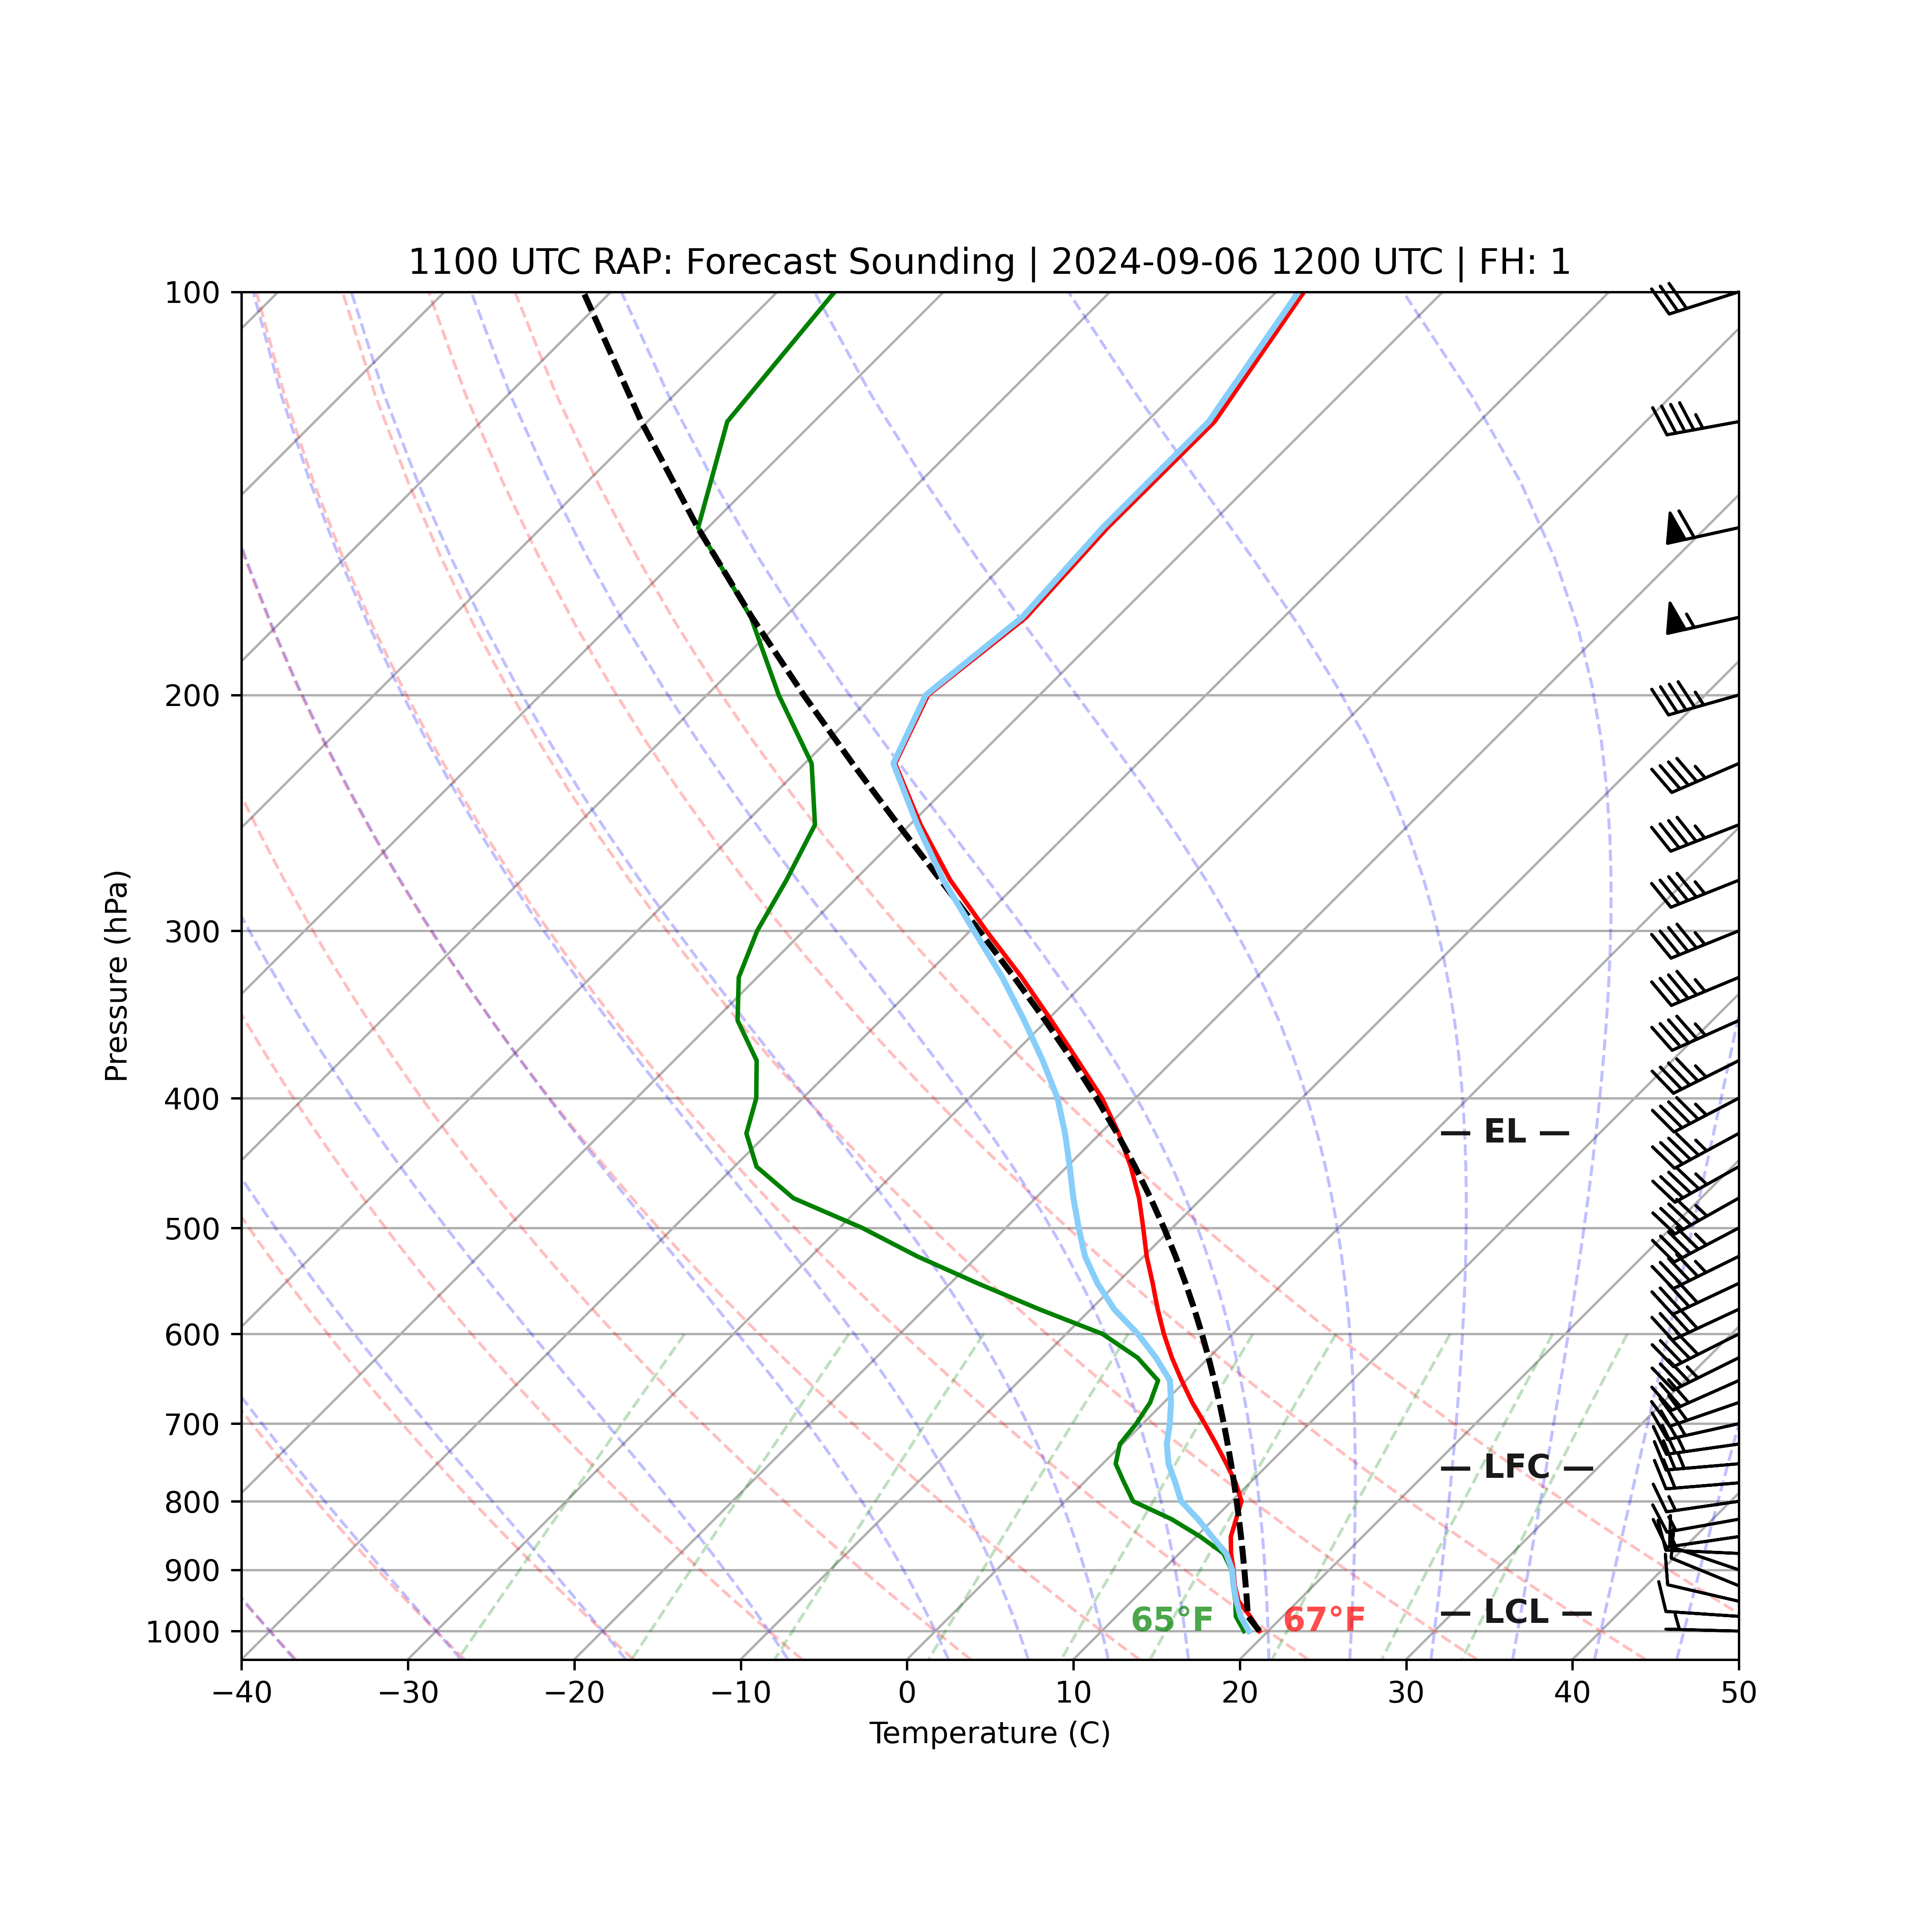 1100 UTC RAP: Forecast Sounding | 2024-09-06 1200 UTC | FH: 1
100
200
300
400
500
600
700
800
900
1000
Pressure (hPa)
— EL —
— LFC —
— LCL —
65°F
67°F
−40 −30 −20 −10 0 10 20 30 40 50
Temperature (C)